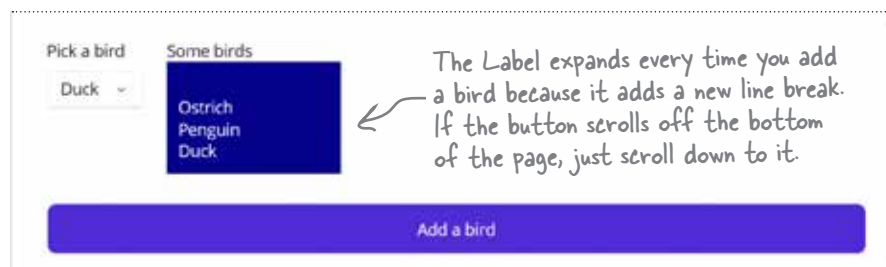 Pick a bird
Duck
Some birds
Ostrich
Penguin
Duck
The Label expands every time you add
a bird because it adds a new line break.
If the button scrolls off the bottom
of the page, just scroll down to it.
Add a bird